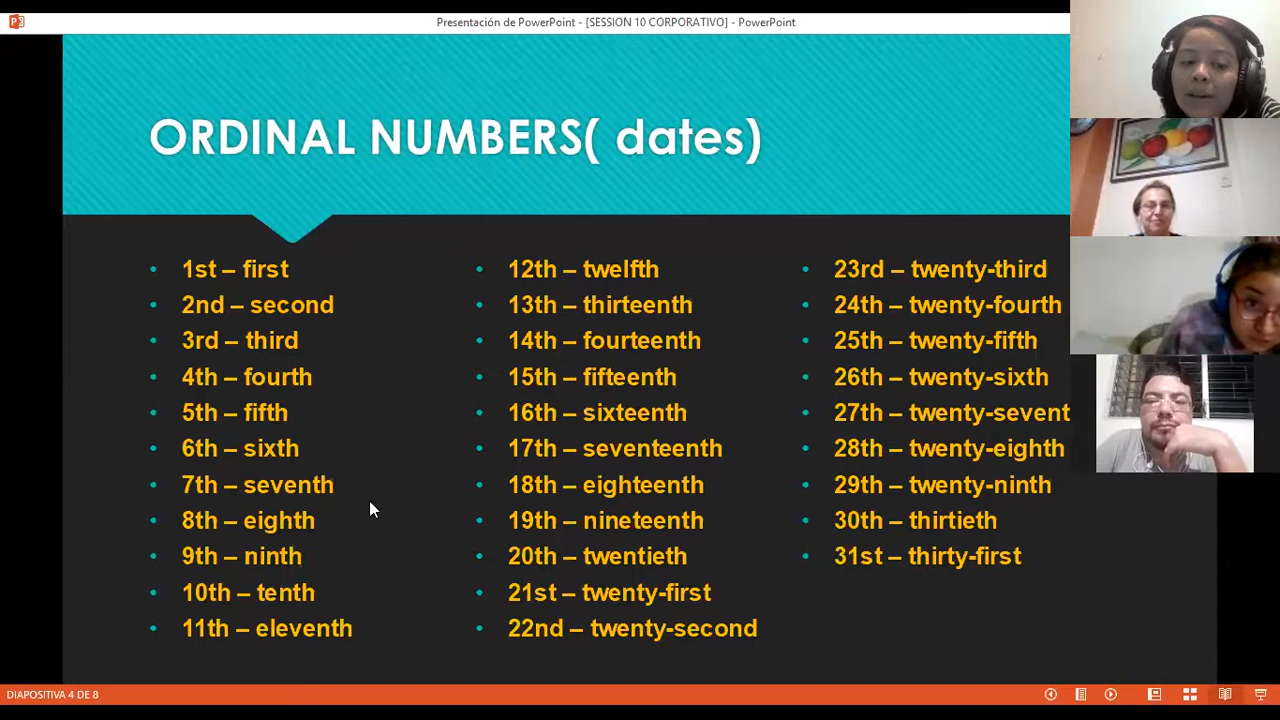 Presentación de PowerPoint - [SESSION 10 CORPORATIVO] - PowerPoint
ORDINAL NUMBERS( dates)
• 1st – first
• 2nd – second
• 3rd – third
• 4th – fourth
• 5th – fifth
• 6th – sixth
• 7th – seventh
• 8th – eighth
• 9th – ninth
• 10th – tenth
• 11th – eleventh
• 12th – twelfth
• 13th – thirteenth
• 14th – fourteenth
• 15th – fifteenth
• 16th – sixteenth
• 17th – seventeenth
• 18th – eighteenth
• 19th – nineteenth
• 20th – twentieth
• 21st – twenty-first
• 22nd – twenty-second
• 23rd – twenty-third
• 24th – twenty-fourth
• 25th – twenty-fifth
• 26th – twenty-sixth
• 27th – twenty-sevent
• 28th – twenty-eighth
• 29th – twenty-ninth
• 30th – thirtieth
• 31st – thirty-first
DIAPOSITIVA 4 DE 8